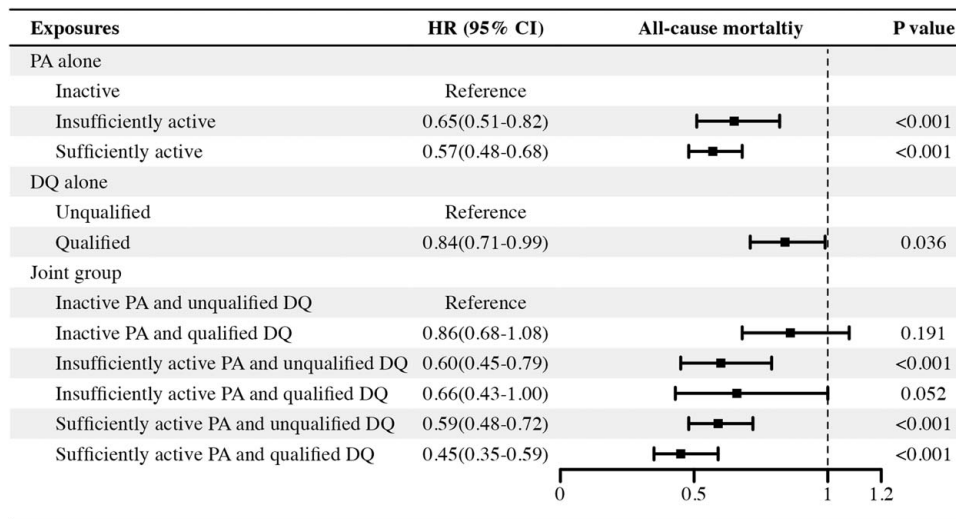 Exposures HR (95% CI) All-cause mortaltiy P value
PA alone
Inactive Reference
Insufficiently active 0.65(0.51-0.82) <0.001
Sufficiently active 0.57(0.48-0.68) <0.001
DQ alone
Unqualified Reference
Qualified 0.84(0.71-0.99) 0.036
Joint group
Inactive PA and unqualified DQ Reference
Inactive PA and qualified DQ 0.86(0.68-1.08) 0.191
Insufficiently active PA and unqualified DQ 0.60(0.45-0.79) <0.001
Insufficiently active PA and qualified DQ 0.66(0.43-1.00) 0.052
Sufficiently active PA and unqualified DQ 0.59(0.48-0.72) <0.001
Sufficiently active PA and qualified DQ 0.45(0.35-0.59) <0.001
0 0.5 1 1.2